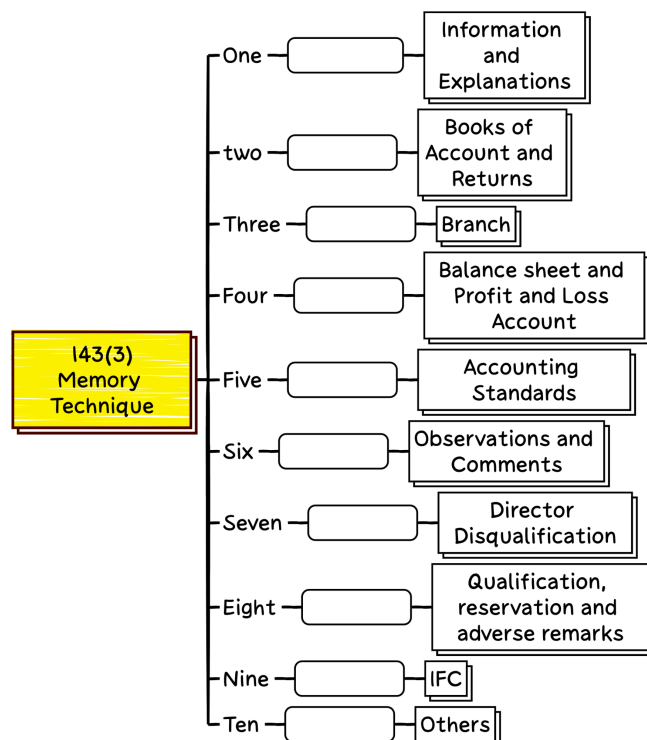 One
Information
and
Explanations
two
Books of
Account and
Returns
Three
Branch
Four
Balance sheet and
Profit and Loss
Account
143(3)
Memory
Technique
Five
Accounting
Standards
Six
Observations and
Comments
Seven
Director
Disqualification
Eight
Qualification,
reservation and
adverse remarks
Nine
IFC
Ten
Others